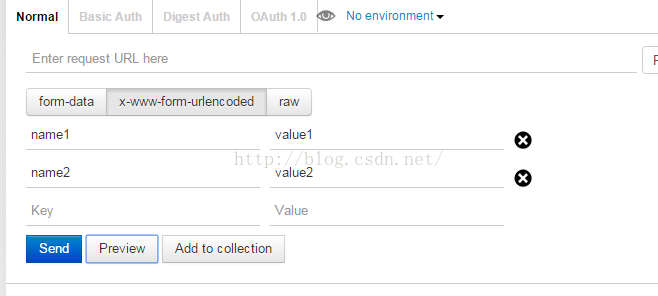 Normal Basic Auth Digest Auth OAuth 1.0 No environment
Enter request URL here
form-data x-www-form-urlencoded raw
name1 value1
http://blog.csdn.net/
name2 value2
Key Value
Send Preview Add to collection